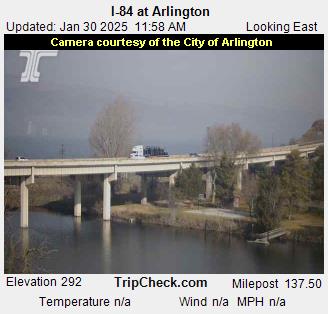 I-84 at Arlington
Updated: Jan 30 2025 11:58 AM Looking East
Camera courtesy of the City of Arlington
Elevation 292 TripCheck.com Milepost 137.50
Temperature n/a Wind n/a MPH n/a